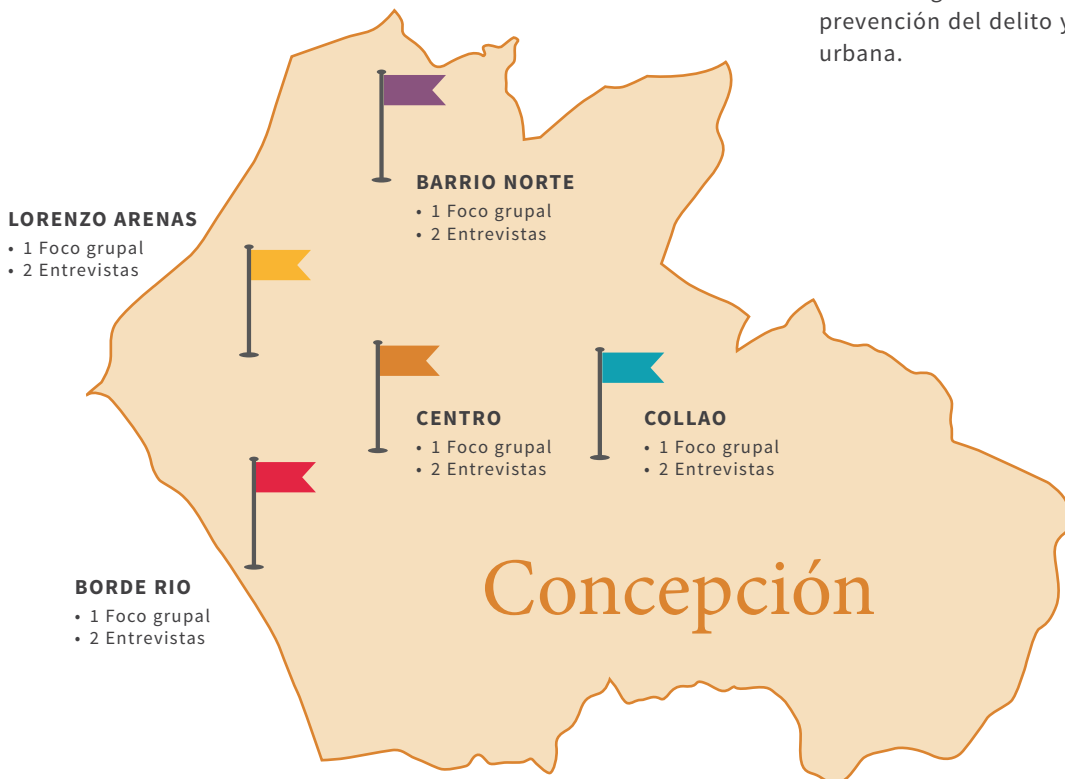 prevención del delito y
urbana.
BARRIO NORTE
• 1 Foco grupal
• 2 Entrevistas
LORENZO ARENAS
• 1 Foco grupal
• 2 Entrevistas
CENTRO
• 1 Foco grupal
• 2 Entrevistas
COLLAO
• 1 Foco grupal
• 2 Entrevistas
BORDE RIO
• 1 Foco grupal
• 2 Entrevistas
Concepción